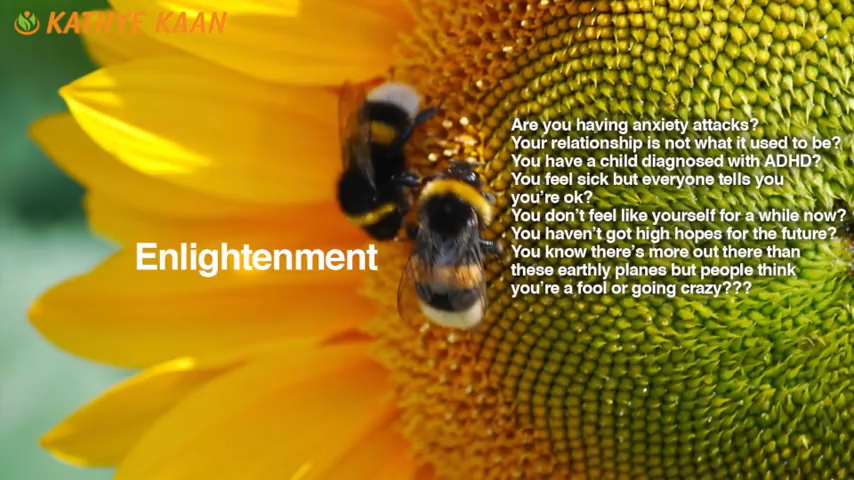 KATHYE KAAN
Are you having anxiety attacks?
Your relationship is not what it used to be?
You have a child diagnosed with ADHD?
You feel sick but everyone tells you
you're ok?
You don't feel like yourself for a while now?
You haven't got high hopes for the future?
Enlightenment
You know there's more out there than
these earthly planes but people think
you're a fool or going crazy???